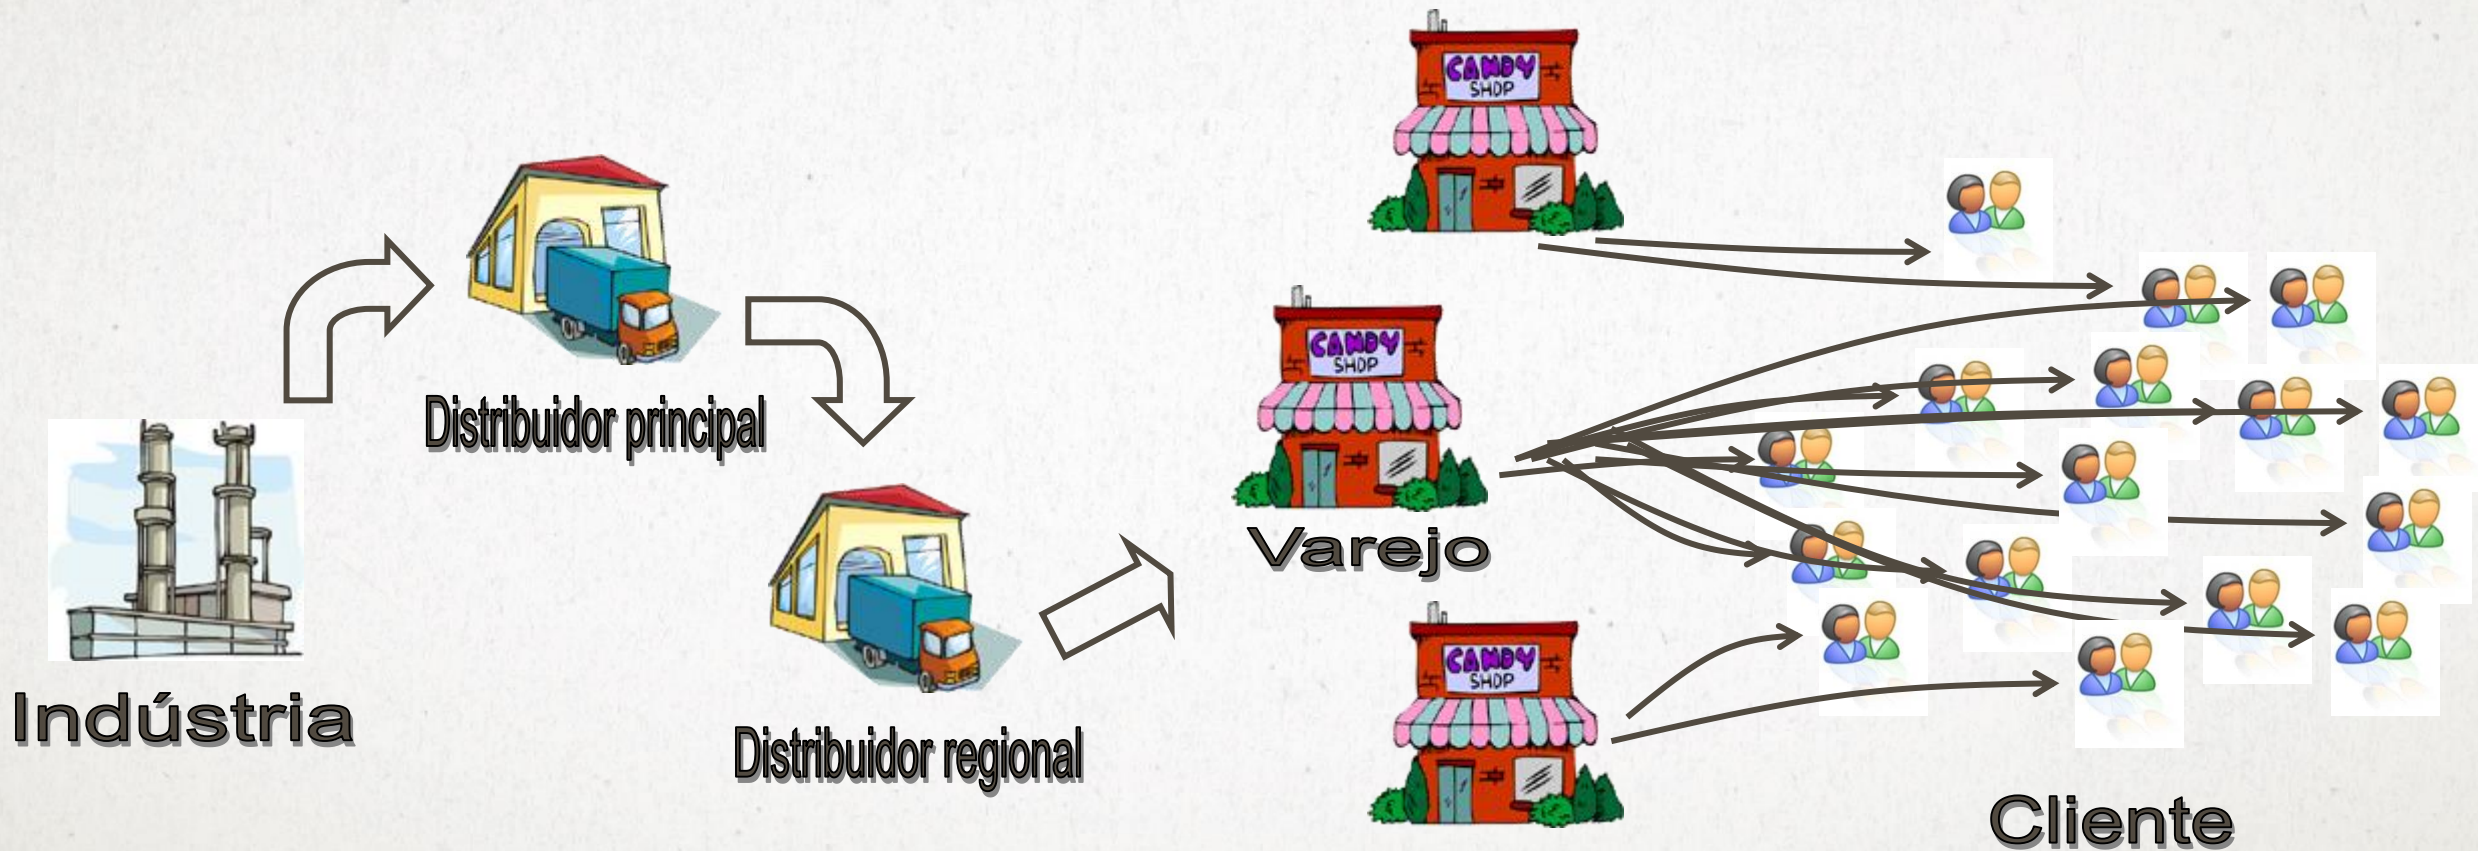 CANDY
SHOP
CANDY
SHOP
Distribuidor principal
Varejo
CANDY
SHOP
Indústria
Distribuidor regional
Cliente